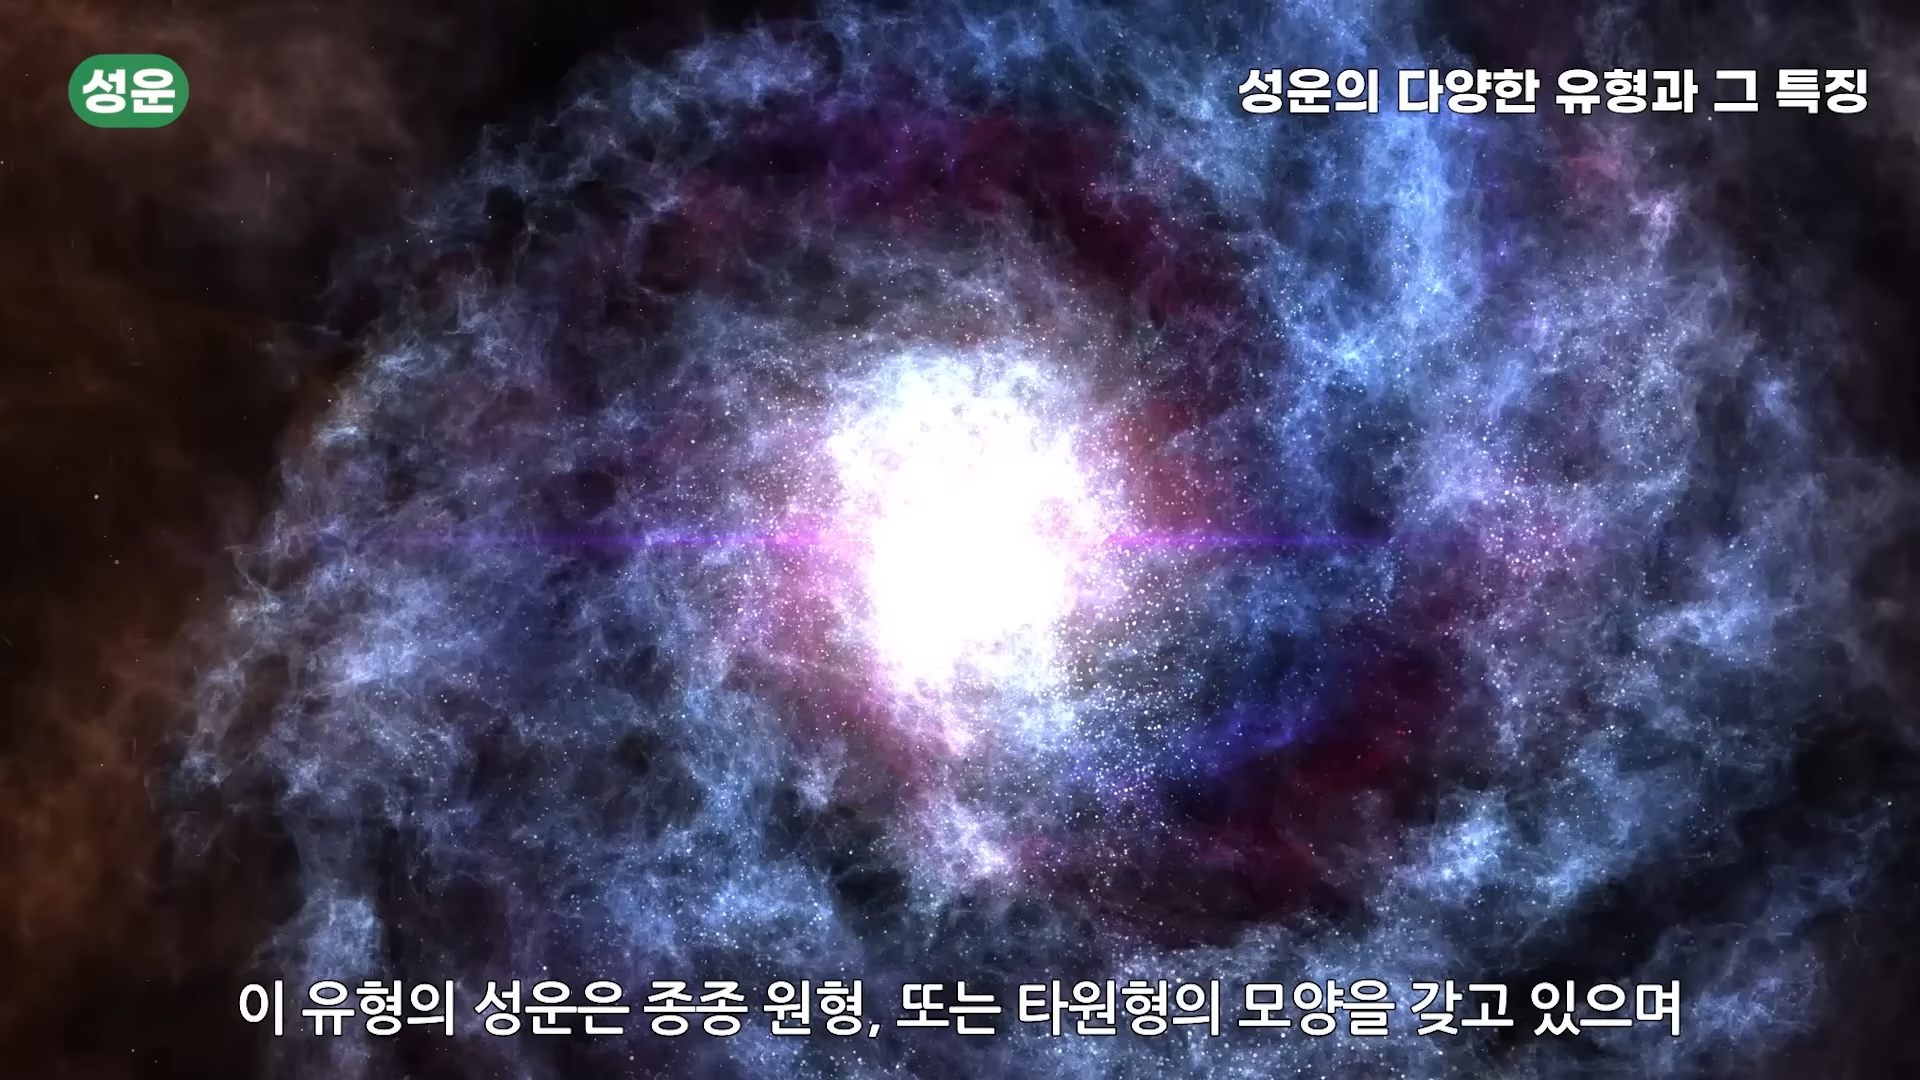 성운
성운의 다양한 유형과 그 특징
이 유형의 성운은 종종 원형, 또는 타원형의 모양을 갖고 있으며